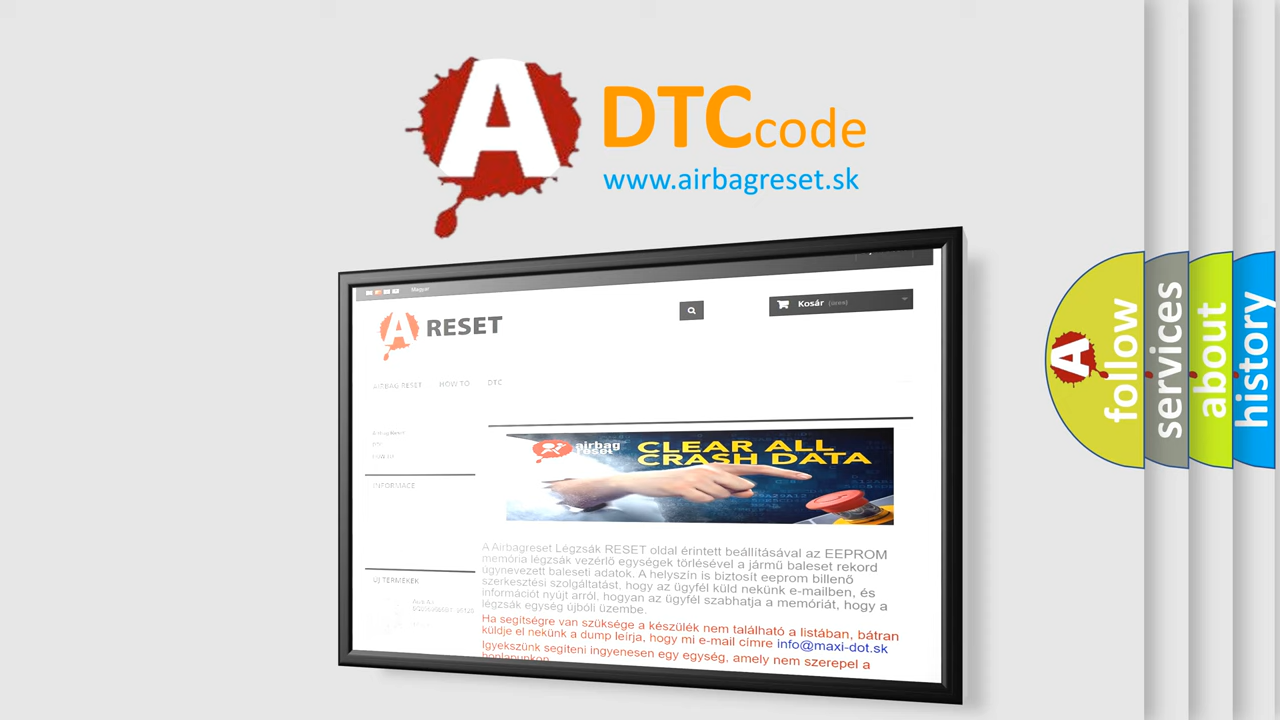 A
DTCcode
www.airbagreset.sk
Magyar
Kosár (üres)
A RESET
AIRBAG RESET HOW TO DTC
INFORMACE
airbag
reset
CLEAR ALL
CRASH DATA
ÚJ TERMÉKEK
A Airbagreset Légzsák RESET oldal érintett beállításával az EEPROM
memória légzsák vezérlő egységek törlésével a jármű baleset rekord
úgynevezett baleseti adatok. A helyszín is biztosít eeprom billenő
szerkesztési szolgáltatást, hogy az ügyfél küld nekünk e-mailben, és
információt nyújt arról, hogyan az ügyfél szabhatja a memóriát, hogy a
légzsák egység újbóli üzembe.
Ha segítségre van szüksége a készülék nem található a listában, bátran
küldje el nekünk a dump leírja, hogy mi e-mail címre info@maxi-dot.sk
Igyekszünk segíteni ingyenesen egy egység, amely nem szerepel a
honlapunkon
A
follow
services
about
history